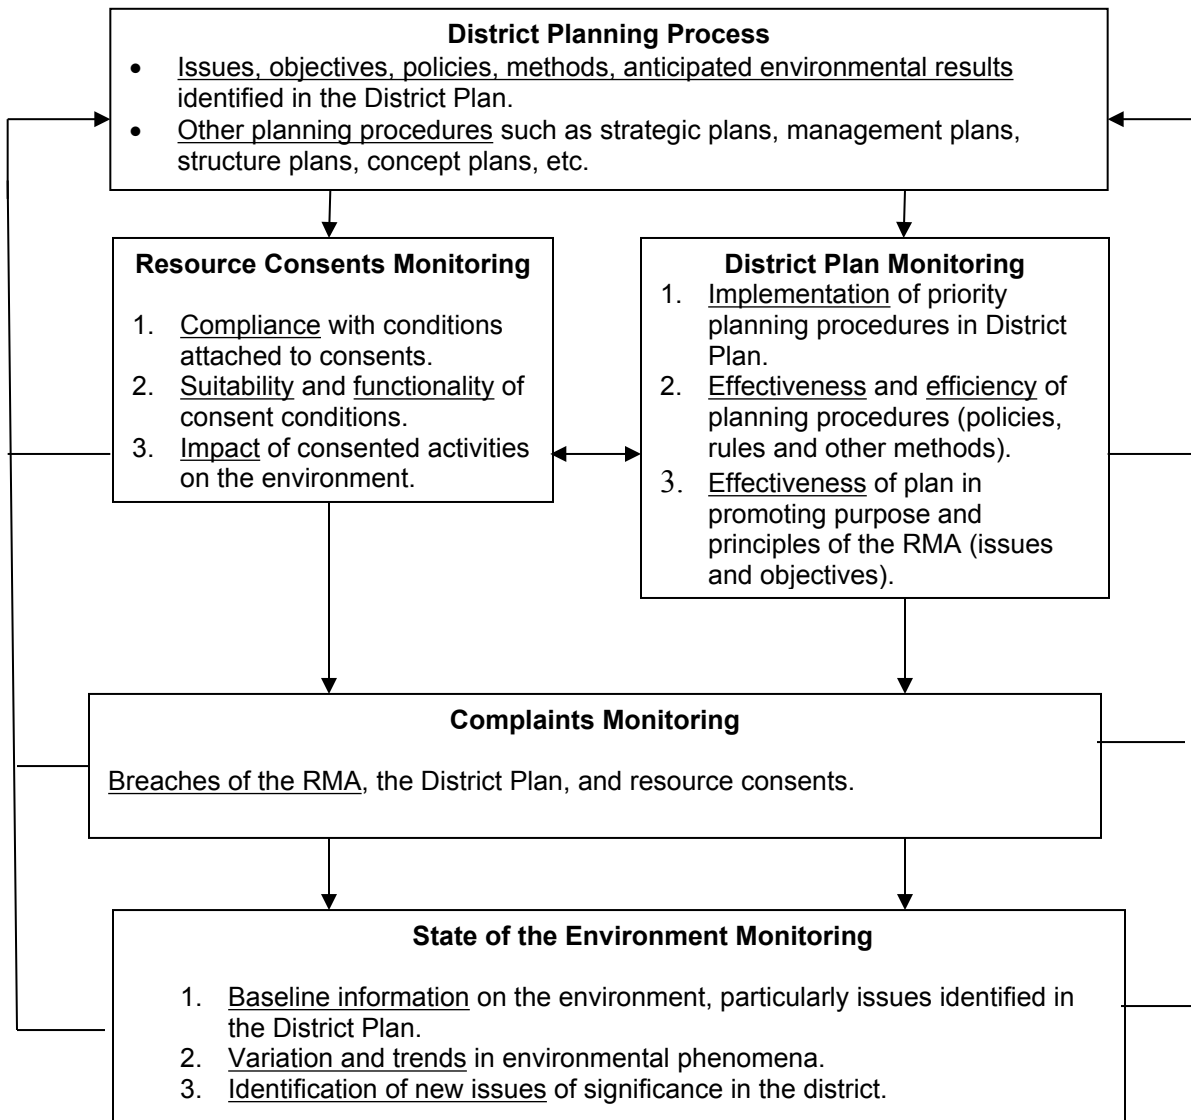 District Planning Process
• Issues, objectives, policies, methods, anticipated environmental results
identified in the District Plan.
• Other planning procedures such as strategic plans, management plans,
structure plans, concept plans, etc.
Resource Consents Monitoring
1. Compliance with conditions
attached to consents.
2. Suitability and functionality of
consent conditions.
3. Impact of consented activities
on the environment.
District Plan Monitoring
1. Implementation of priority
planning procedures in District
Plan.
2. Effectiveness and efficiency of
planning procedures (policies,
rules and other methods).
3. Effectiveness of plan in
promoting purpose and
principles of the RMA (issues
and objectives).
Complaints Monitoring
Breaches of the RMA, the District Plan, and resource consents.
State of the Environment Monitoring
1. Baseline information on the environment, particularly issues identified in
the District Plan.
2. Variation and trends in environmental phenomena.
3. Identification of new issues of significance in the district.